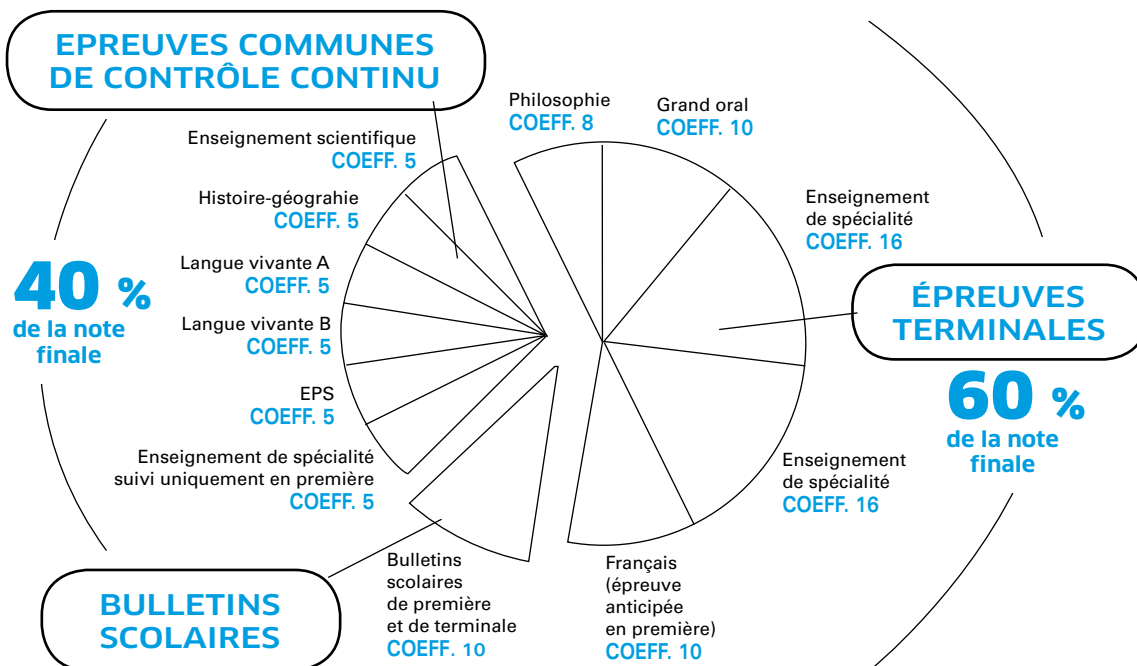 EPREUVES COMMUNES
DE CONTRÔLE CONTINU
Philosophie
COEFF. 8
Grand oral
COEFF. 10
Enseignement scientifique
COEFF. 5
Histoire-géograhie
COEFF. 5
Langue vivante A
COEFF. 5
Langue vivante B
COEFF. 5
EPS
COEFF. 5
Enseignement de spécialité
suivi uniquement en première
COEFF. 5
40 %
de la note
finale
Enseignement
de spécialité
COEFF. 16
ÉPREUVES
TERMINALES
60 %
de la note
finale
Enseignement
de spécialité
COEFF. 16
BULLETINS
SCOLAIRES
Bulletins
scolaires
de première
et de terminale
COEFF. 10
Français
(épreuve
anticipée
en première)
COEFF. 10